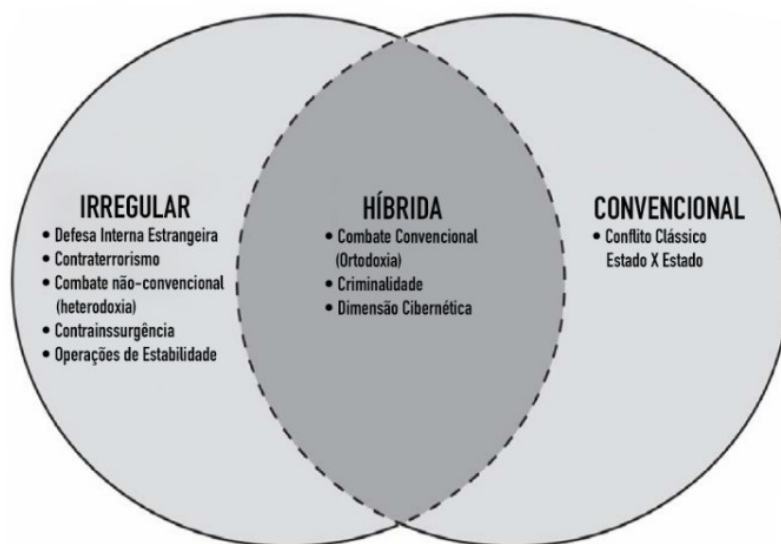 IRREGULAR
• Defesa Interna Estrangeira
• Contraterrorismo
• Combate não-convencional
(heterodoxia)
• Contrainssurgência
• Operações de Estabilidade
HÍBRIDA
• Combate Convencional
(Ortodoxia)
• Criminalidade
• Dimensão Cibernética
CONVENCIONAL
• Conflito Clássico
Estado X Estado